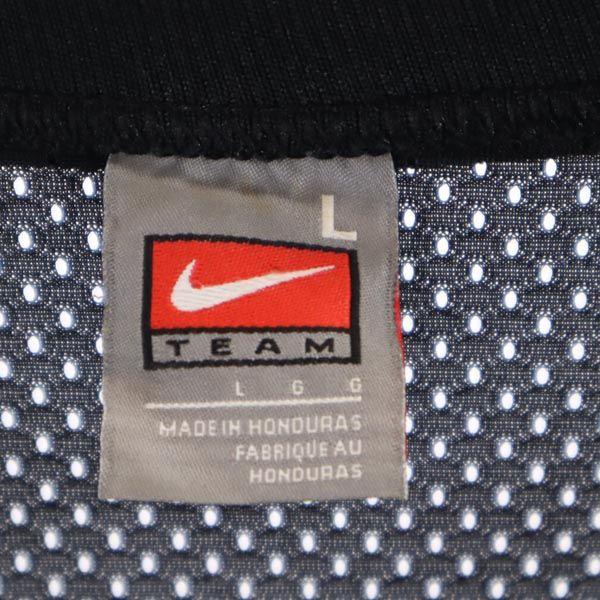 L
TEAM
L G G
MADE IN HONDURAS
FABRIQUE AU
HONDURAS